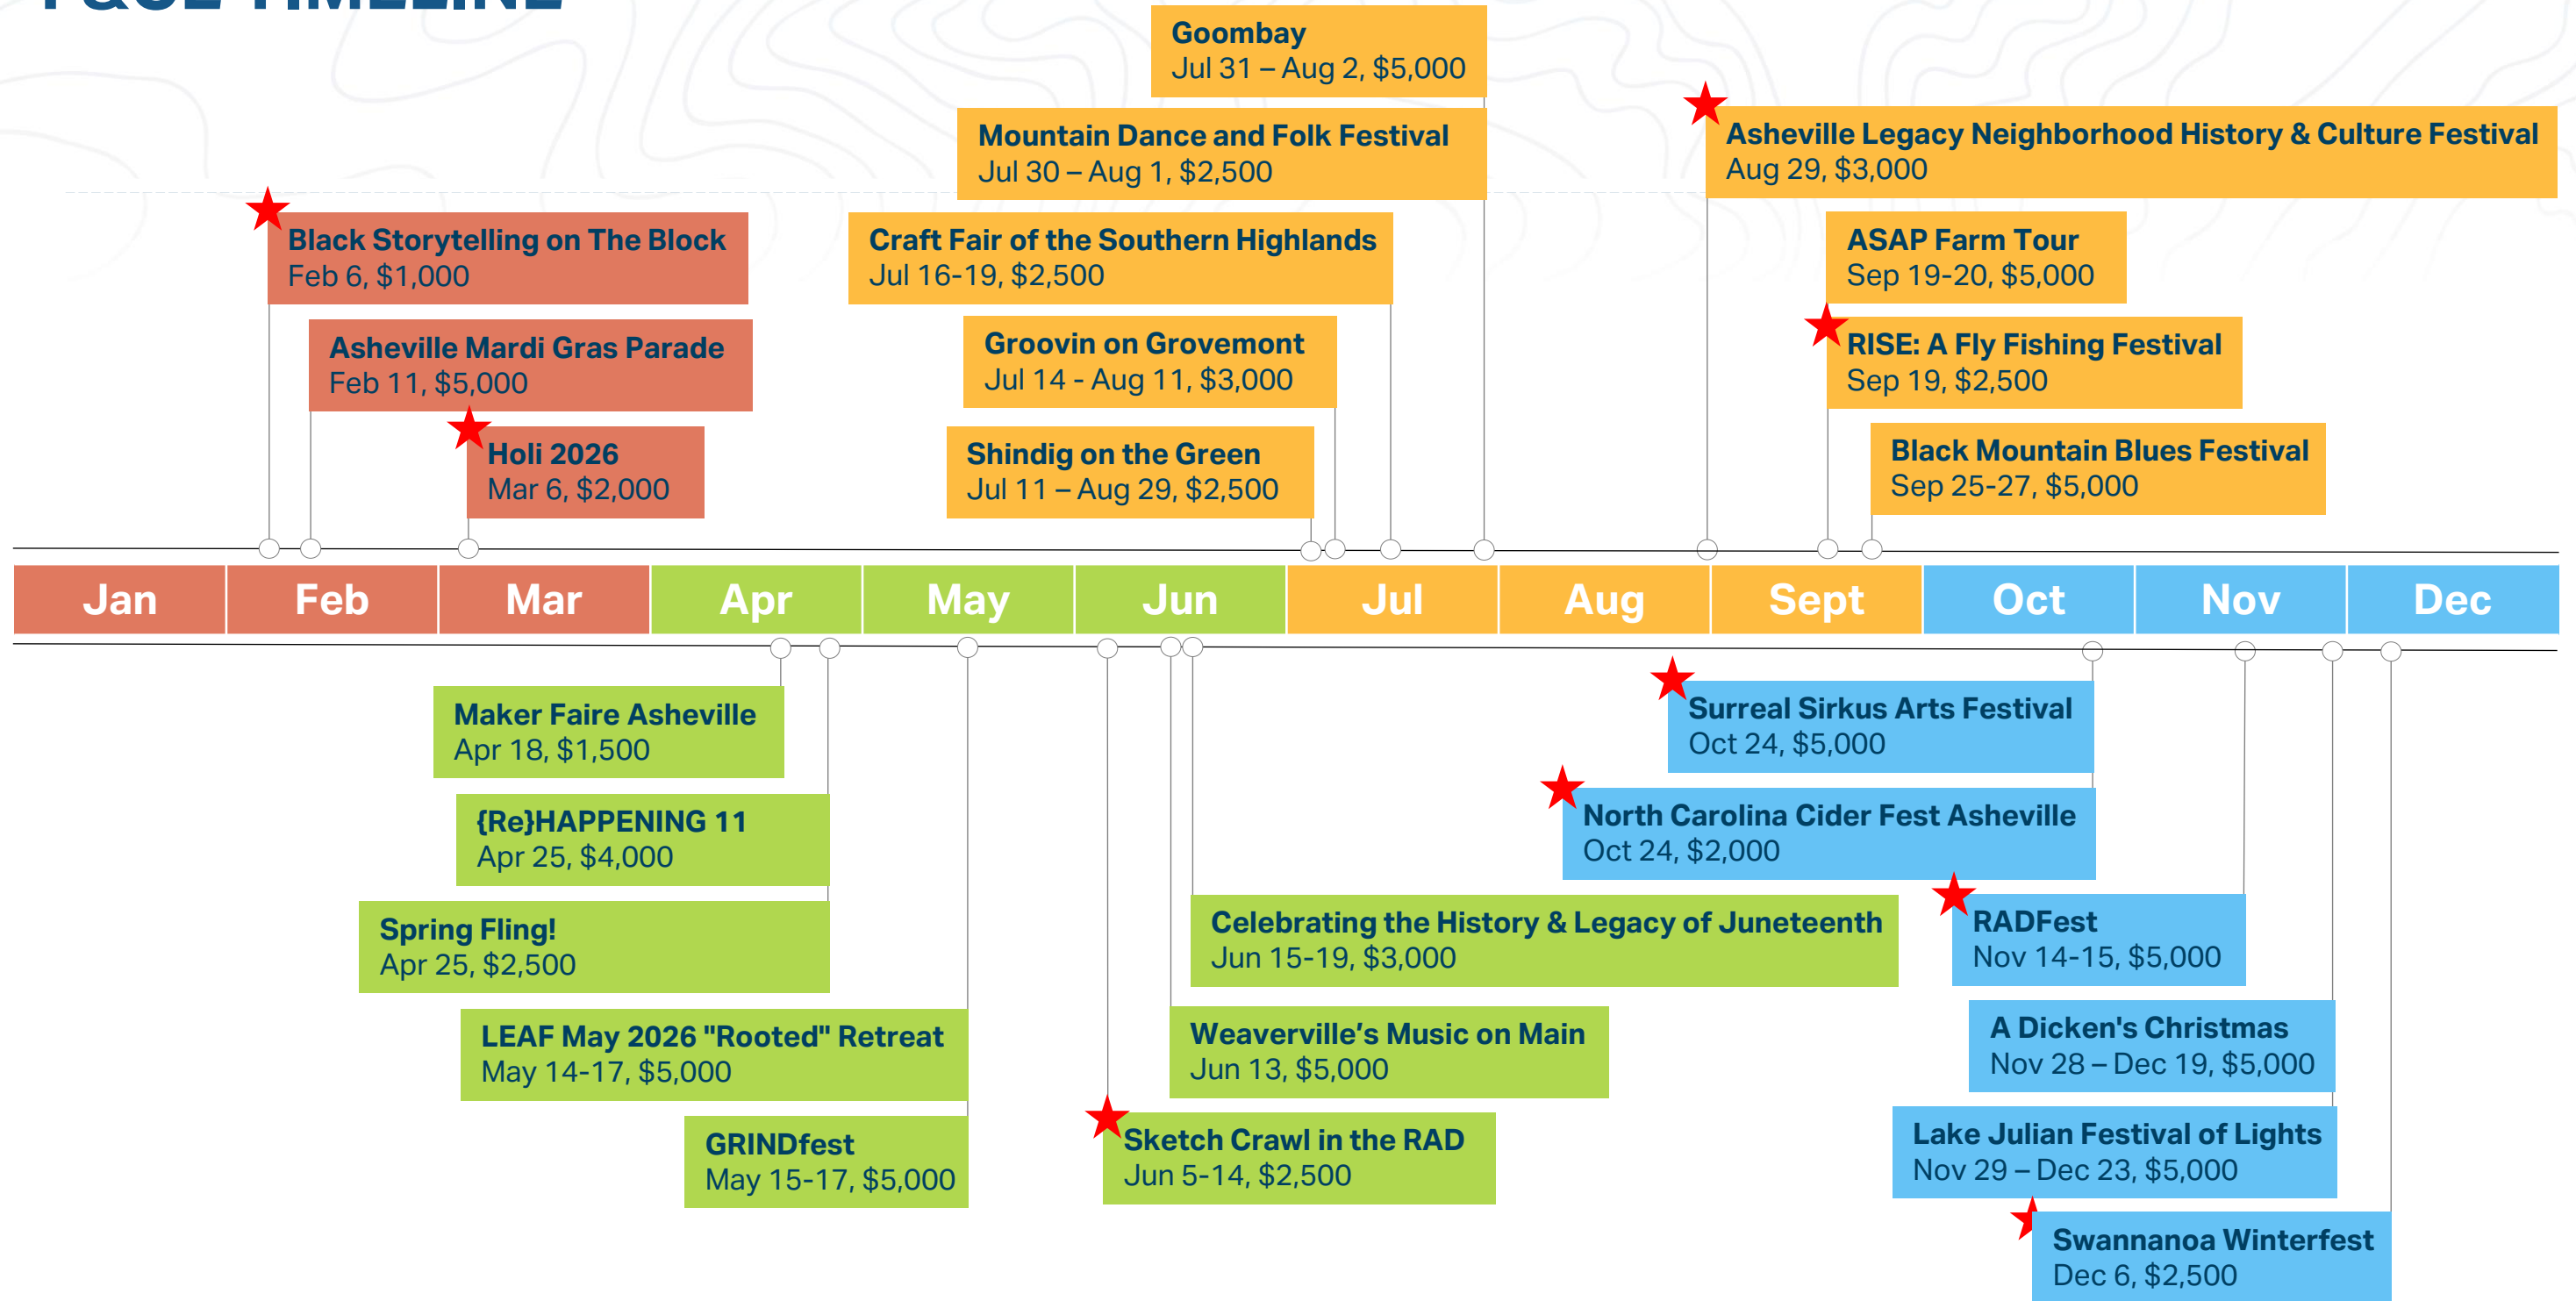 TIMELINE
Goombay
Jul 31 – Aug 2, $5,000
Mountain Dance and Folk Festival
Jul 30 – Aug 1, $2,500
Asheville Legacy Neighborhood History & Culture Festival
Aug 29, $3,000
Black Storytelling on The Block
Feb 6, $1,000
Craft Fair of the Southern Highlands
Jul 16-19, $2,500
ASAP Farm Tour
Sep 19-20, $5,000
Asheville Mardi Gras Parade
Feb 11, $5,000
Groovin on Grovemont
Jul 14 - Aug 11, $3,000
RISE: A Fly Fishing Festival
Sep 19, $2,500
Holi 2026
Mar 6, $2,000
Shindig on the Green
Jul 11 – Aug 29, $2,500
Black Mountain Blues Festival
Sep 25-27, $5,000
Jan Feb Mar Apr May Jun Jul Aug Sept Oct Nov Dec
Maker Faire Asheville
Apr 18, $1,500
Surreal Sirkus Arts Festival
Oct 24, $5,000
{Re}HAPPENING 11
Apr 25, $4,000
North Carolina Cider Fest Asheville
Oct 24, $2,000
Spring Fling!
Apr 25, $2,500
Celebrating the History & Legacy of Juneteenth
Jun 15-19, $3,000
RADFest
Nov 14-15, $5,000
LEAF May 2026 "Rooted" Retreat
May 14-17, $5,000
Weaverville’s Music on Main
Jun 13, $5,000
A Dicken's Christmas
Nov 28 – Dec 19, $5,000
GRINDfest
May 15-17, $5,000
Sketch Crawl in the RAD
Jun 5-14, $2,500
Lake Julian Festival of Lights
Nov 29 – Dec 23, $5,000
Swannanoa Winterfest
Dec 6, $2,500